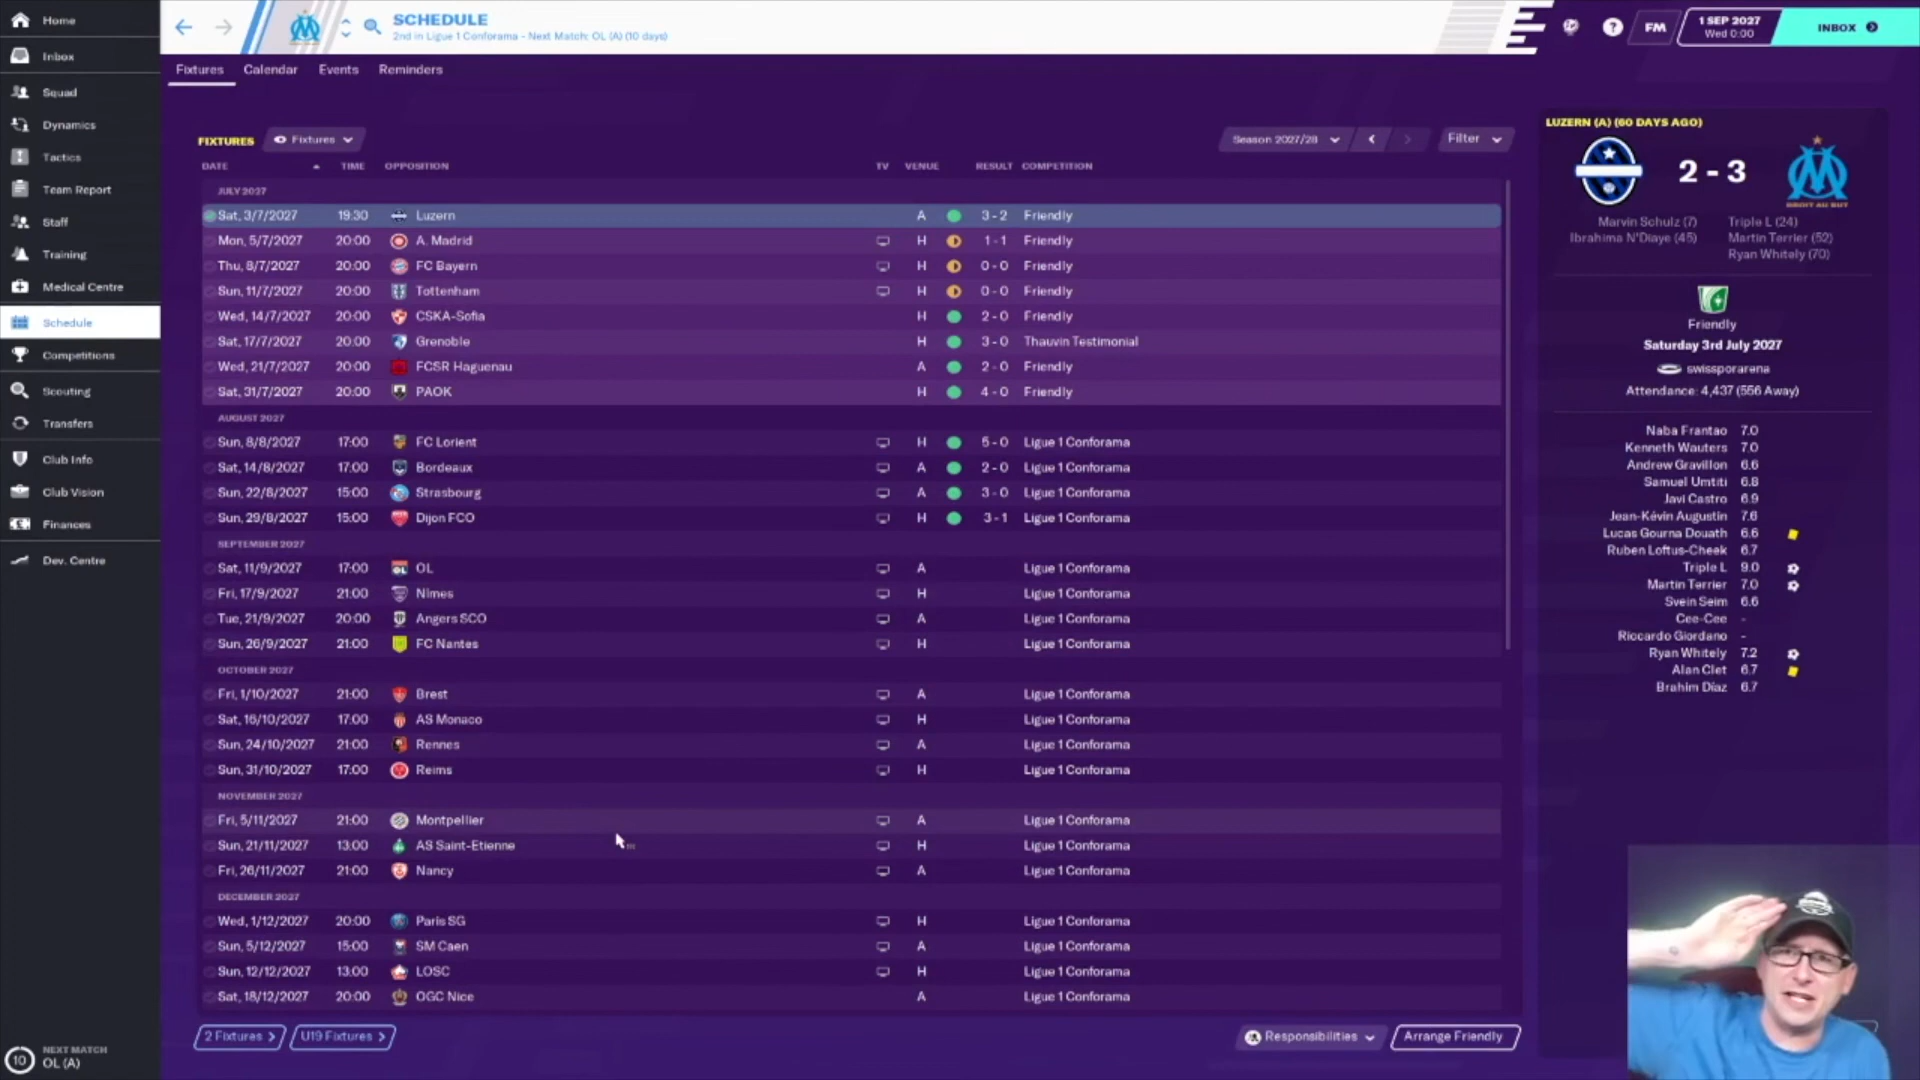 Home
Inbox
Squad
Dynamics
Tactics
Team Report
Staff
Training
Medical Centre
Schedule
Competitions
Scouting
Transfers
Club Info
Club Vision
Finances
Dev. Centre
NEXT MATCH
10 OL (A)
SCHEDULE
2nd in Ligue 1 Conforama - Next Match: OL (A) (10 days)
? FM
1 SEP 2027
Wed 0:00
INBOX
Fixtures Calendar Events Reminders
FIXTURES Fixtures Season 2027/28 Filter
DATE TIME OPPOSITION TV VENUE RESULT COMPETITION
JULY 2027
Sat, 3/7/2027 19:30 Luzern A 3 - 2 Friendly
Mon, 5/7/2027 20:00 A. Madrid H 1 - 1 Friendly
Thu, 8/7/2027 20:00 FC Bayern H 0 - 0 Friendly
Sun, 11/7/2027 20:00 Tottenham H 0 - 0 Friendly
Wed, 14/7/2027 20:00 CSKA-Sofia H 2 - 0 Friendly
Sat, 17/7/2027 20:00 Grenoble H 3 - 0 Thauvin Testimonial
Wed, 21/7/2027 20:00 FCSR Haguenau A 2 - 0 Friendly
Sat, 31/7/2027 20:00 PAOK H 4 - 0 Friendly
AUGUST 2027
Sun, 8/8/2027 17:00 FC Lorient H 5 - 0 Ligue 1 Conforama
Sat, 14/8/2027 17:00 Bordeaux A 2 - 0 Ligue 1 Conforama
Sun, 22/8/2027 15:00 Strasbourg A 3 - 0 Ligue 1 Conforama
Sun, 29/8/2027 15:00 Dijon FCO H 3 - 1 Ligue 1 Conforama
SEPTEMBER 2027
Sat, 11/9/2027 17:00 OL A Ligue 1 Conforama
Fri, 17/9/2027 21:00 Nîmes H Ligue 1 Conforama
Tue, 21/9/2027 20:00 Angers SCO A Ligue 1 Conforama
Sun, 26/9/2027 21:00 FC Nantes H Ligue 1 Conforama
OCTOBER 2027
Fri, 1/10/2027 21:00 Brest A Ligue 1 Conforama
Sat, 16/10/2027 17:00 AS Monaco H Ligue 1 Conforama
Sun, 24/10/2027 21:00 Rennes A Ligue 1 Conforama
Sun, 31/10/2027 17:00 Reims H Ligue 1 Conforama
NOVEMBER 2027
Fri, 5/11/2027 21:00 Montpellier A Ligue 1 Conforama
Sun, 21/11/2027 13:00 AS Saint-Etienne H Ligue 1 Conforama
Fri, 26/11/2027 21:00 Nancy A Ligue 1 Conforama
DECEMBER 2027
Wed, 1/12/2027 20:00 Paris SG H Ligue 1 Conforama
Sun, 5/12/2027 15:00 SM Caen A Ligue 1 Conforama
Sun, 12/12/2027 13:00 LOSC H Ligue 1 Conforama
Sat, 18/12/2027 20:00 OGC Nice A Ligue 1 Conforama
2 Fixtures U19 Fixtures Responsibilities Arrange Friendly
LUZERN (A) (60 DAYS AGO)
2 - 3
DROIT AU BUT
Marvin Schulz (7) Triple L (24)
Ibrahima N'Diaye (45) Martin Terrier (52)
Ryan Whitely (70)
Friendly
Saturday 3rd July 2027
swissporarena
Attendance: 4,437 (556 Away)
Naba Frantao 7.0
Kenneth Wauters 7.0
Andrew Gravillon 6.6
Samuel Umtiti 6.8
Javi Castro 6.9
Jean-Kévin Augustin 7.6
Lucas Gourna Douath 6.6
Ruben Loftus-Cheek 6.7
Triple L 9.0
Martin Terrier 7.0
Svein Seim 6.6
Cee-Cee -
Riccardo Giordano -
Ryan Whitely 7.2
Alan Clet 6.7
Brahim Díaz 6.7